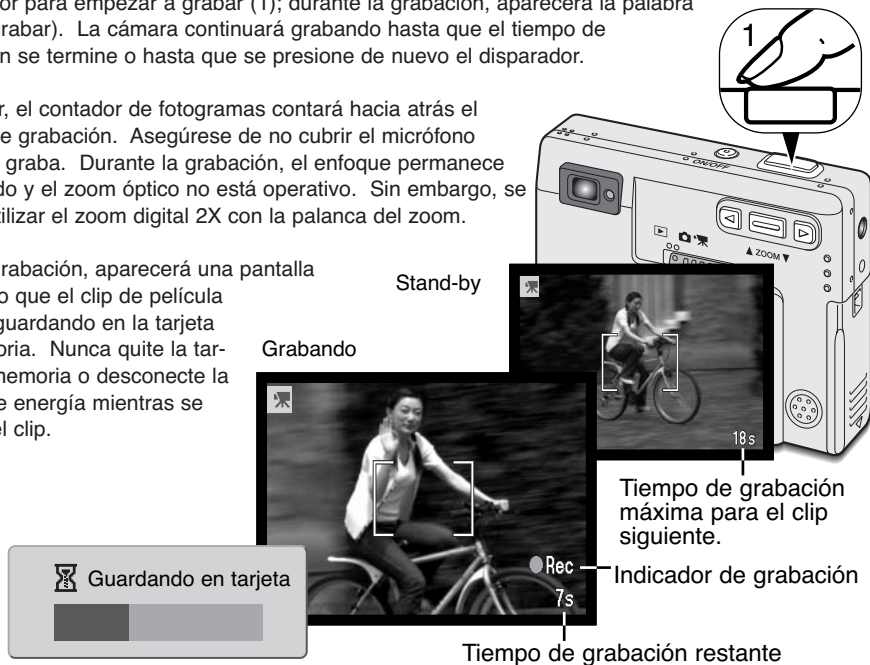 or para empezar a grabar (1); durante la grabación, aparecerá la palabra
grabar). La cámara continuará grabando hasta que el tiempo de
n se termine o hasta que se presione de nuevo el disparador.
r, el contador de fotogramas contará hacia atrás el
e grabación. Asegúrese de no cubrir el micrófono
graba. Durante la grabación, el enfoque permanece
do y el zoom óptico no está operativo. Sin embargo, se
tilizar el zoom digital 2X con la palanca del zoom.
rabación, aparecerá una pantalla
o que el clip de película
guardando en la tarjeta
oria. Nunca quite la tar-
memoria o desconecte la
e energía mientras se
el clip.
1
ON/OFF
ZOOM
Stand-by
18s
Grabando
Rec
7s
Tiempo de grabación
máxima para el clip
siguiente.
Indicador de grabación
Tiempo de grabación restante
Guardando en tarjeta